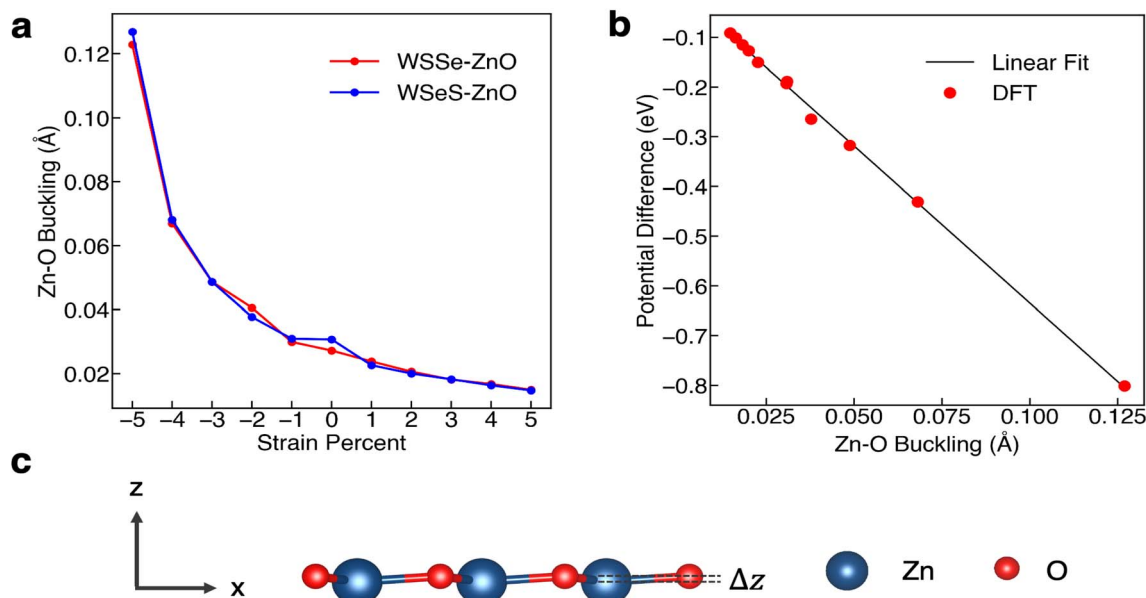 a
Zn-O Buckling (Å)
0.12
0.10
0.08
0.06
0.04
0.02
WSSe-ZnO
WSeS-ZnO
−5 −4 −3 −2 −1 0 1 2 3 4 5
Strain Percent
b
Potential Difference (eV)
−0.1
−0.2
−0.3
−0.4
−0.5
−0.6
−0.7
−0.8
Linear Fit
DFT
0.025 0.050 0.075 0.100 0.125
Zn-O Buckling (Å)
c
z
x
Δz
Zn
O